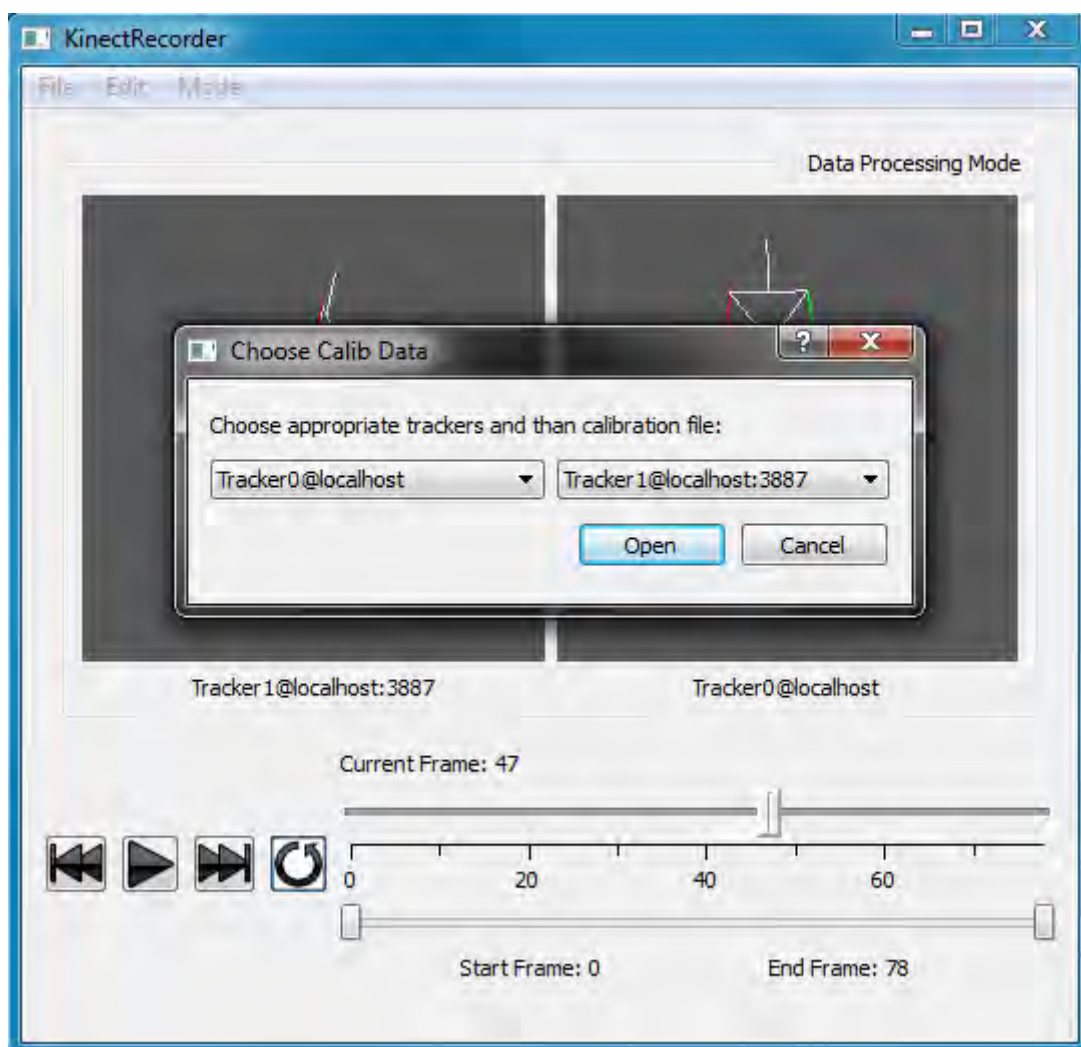 KinectRecorder
File Edit Mode
Data Processing Mode
Choose Calib Data
Choose appropriate trackers and than calibration file:
Tracker0@localhost Tracker1@localhost:3887
Open Cancel
Tracker1@localhost:3887 Tracker0@localhost
Current Frame: 47
0 20 40 60
Start Frame: 0 End Frame: 78